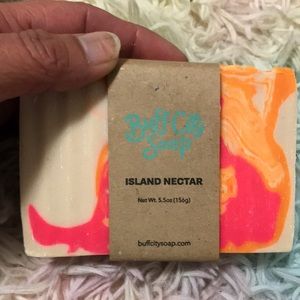 Buff City
Soap
ISLAND NECTAR
Net Wt. 5.5oz (156g)
buffcitysoap.com